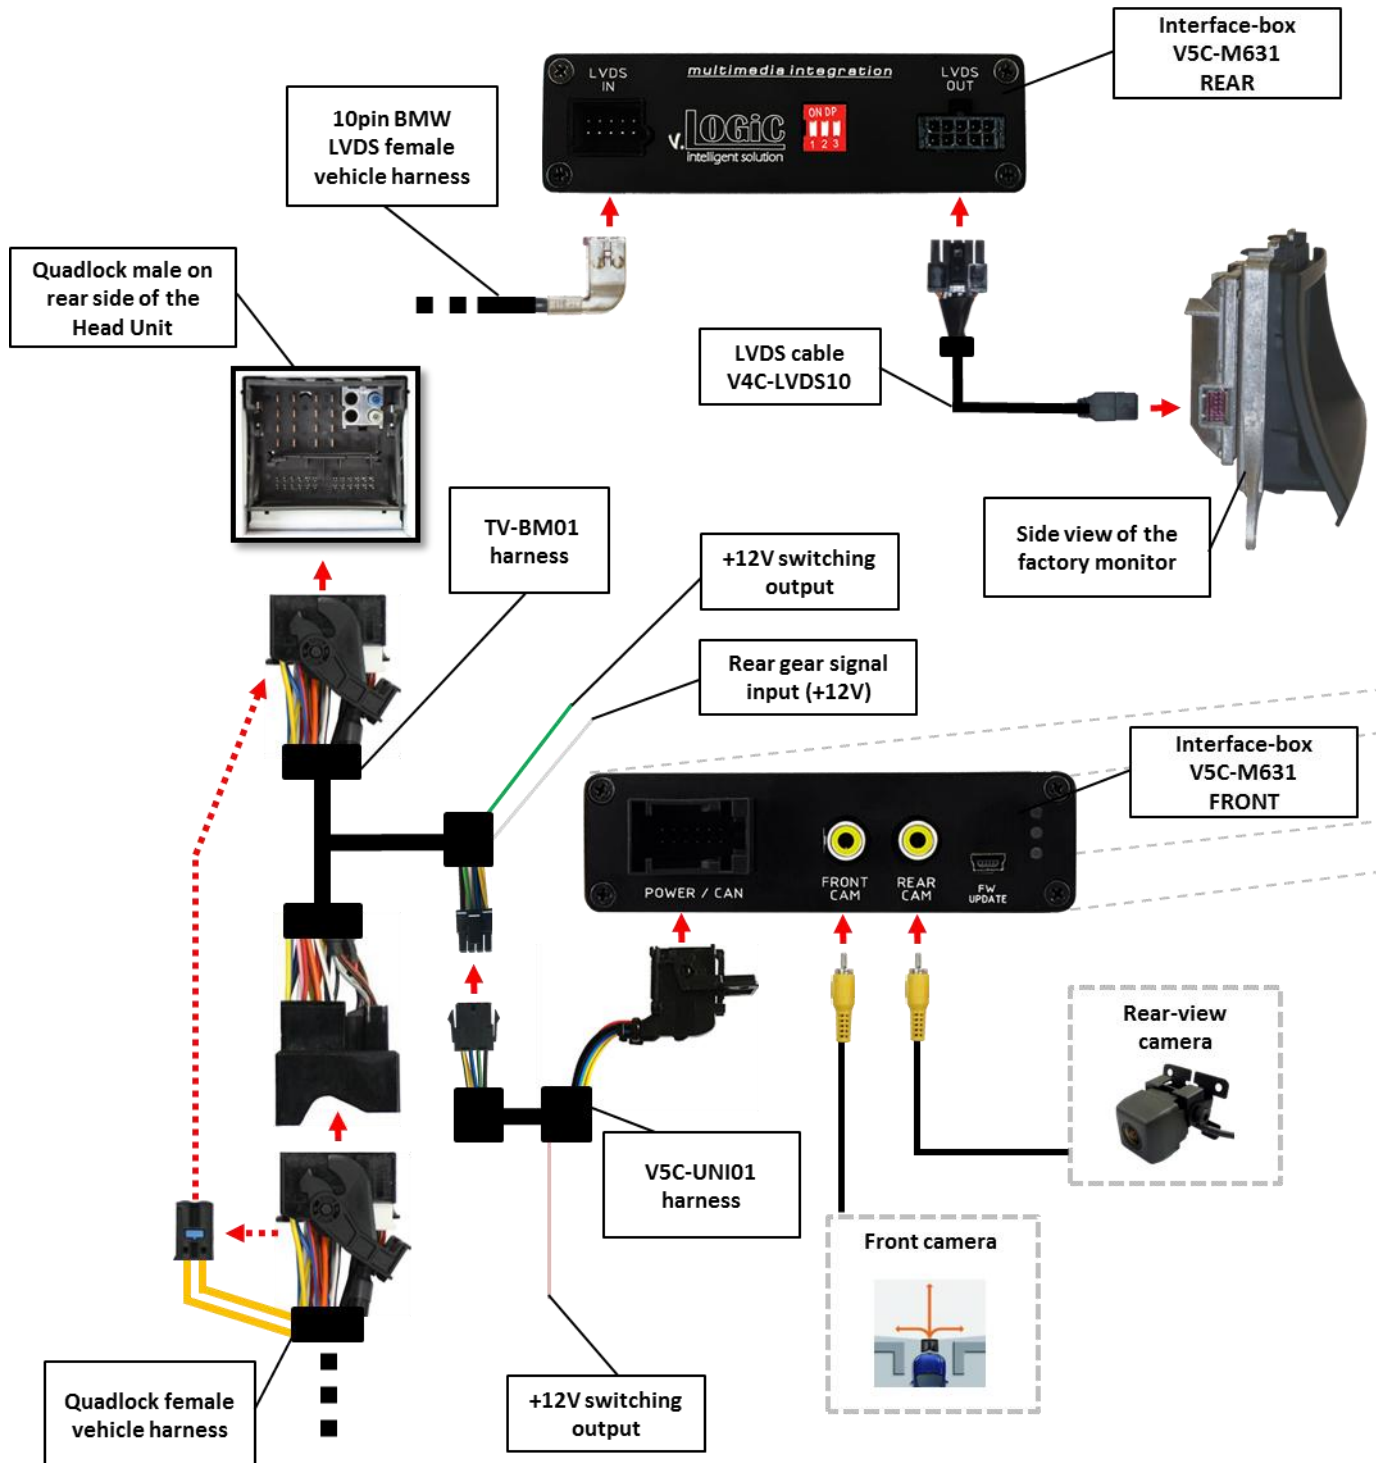 Interface-box
V5C-M631
REAR
LVDS
IN
multimedia integration
LVDS
OUT
ON DP
1 2 3
v.LOGiC
intelligent solution
10pin BMW
LVDS female
vehicle harness
Quadlock male on
rear side of the
Head Unit
LVDS cable
V4C-LVDS10
TV-BM01
harness
+12V switching
output
Side view of the
factory monitor
Rear gear signal
input (+12V)
Interface-box
V5C-M631
FRONT
POWER / CAN
FRONT
CAM
REAR
CAM
FW
UPDATE
Rear-view
camera
V5C-UNI01
harness
Front camera
Quadlock female
vehicle harness
+12V switching
output